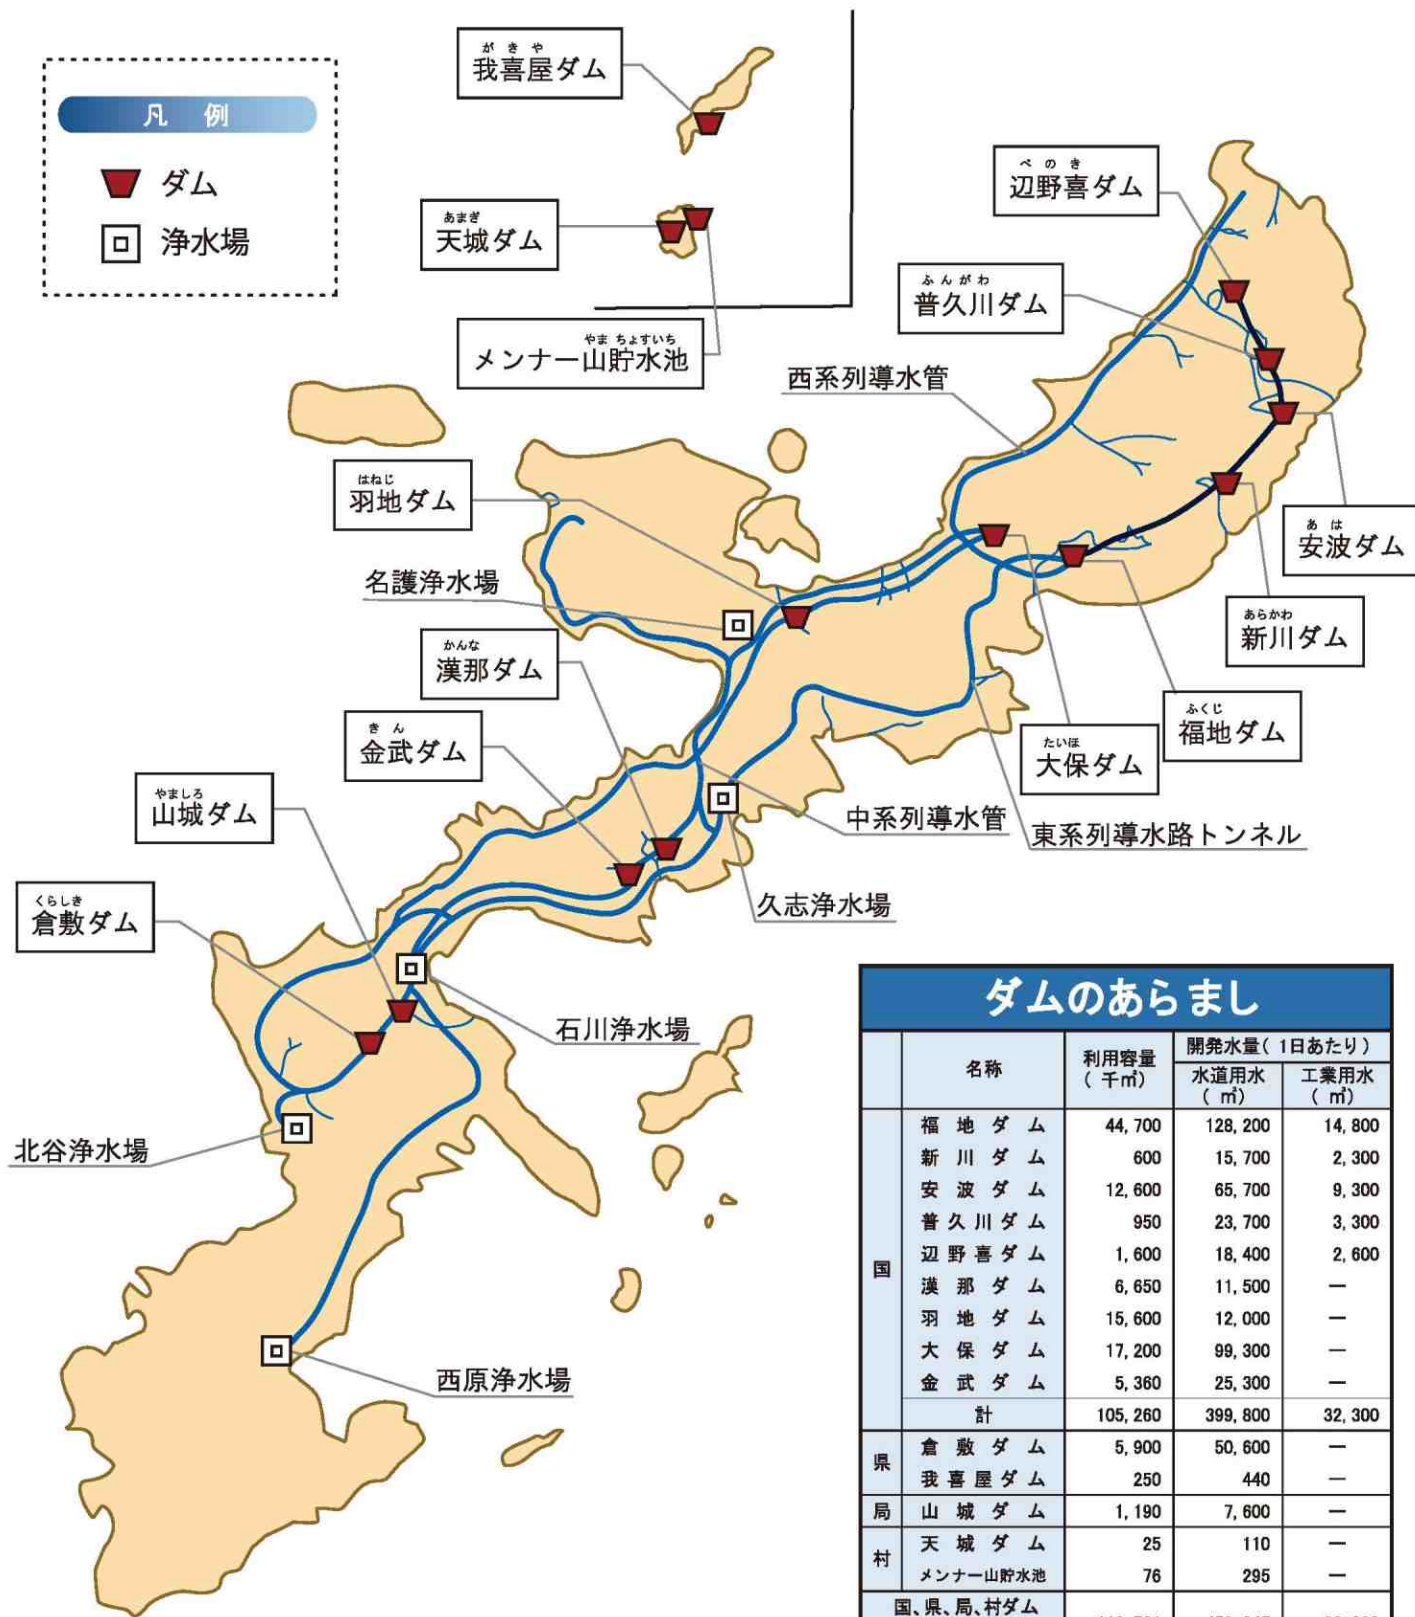 凡 例
ダム
浄水場
がきや
我喜屋ダム
あまぎ
天城ダム
やま ちょすいち
メンナー山貯水池
べのき
辺野喜ダム
ふんがわ
普久川ダム
西系列導水管
はねじ
羽地ダム
あは
安波ダム
名護浄水場
あらかわ
新川ダム
かんな
漢那ダム
ふくじ
福地ダム
きん
金武ダム
たいほ
大保ダム
やましろ
山城ダム
中系列導水管
東系列導水路トンネル
くらしき
倉敷ダム
久志浄水場
石川浄水場
北谷浄水場
西原浄水場
ダムのあらまし
名称 利用容量(千㎥) 開発水量(1日あたり)
水道用水(㎥) 工業用水(㎥)
国
福地ダム 44,700 128,200 14,800
新川ダム 600 15,700 2,300
安波ダム 12,600 65,700 9,300
普久川ダム 950 23,700 3,300
辺野喜ダム 1,600 18,400 2,600
漢那ダム 6,650 11,500 —
羽地ダム 15,600 12,000 —
大保ダム 17,200 99,300 —
金武ダム 5,360 25,300 —
計 105,260 399,800 32,300
県
倉敷ダム 5,900 50,600 —
我喜屋ダム 250 440 —
局 山城ダム 1,190 7,600 —
村
天城ダム 25 110 —
メンナー山貯水池 76 295 —
国、県、局、村ダム